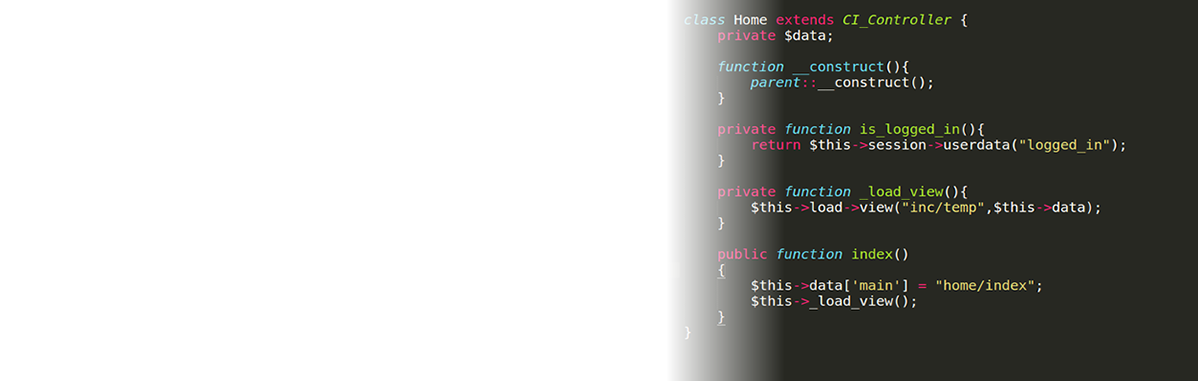 class Home extends CI_Controller {
    private $data;

    function __construct(){
        parent::__construct();
    }

    private function is_logged_in(){
        return $this->session->userdata("logged_in");
    }

    private function _load_view(){
        $this->load->view("inc/temp",$this->data);
    }

    public function index()
    {
        $this->data['main'] = "home/index";
        $this->_load_view();
    }
}